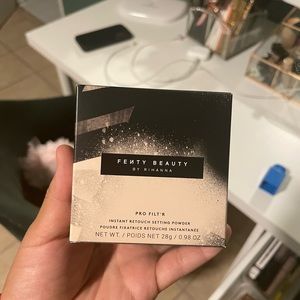 FEИTY BEAUTY
BY RIHANNA
PRO FILT'R
INSTANT RETOUCH SETTING POWDER
POUDRE FIXATRICE RETOUCHE INSTANTANÉE
NET WT. / POIDS NET 28g / 0.98 OZ